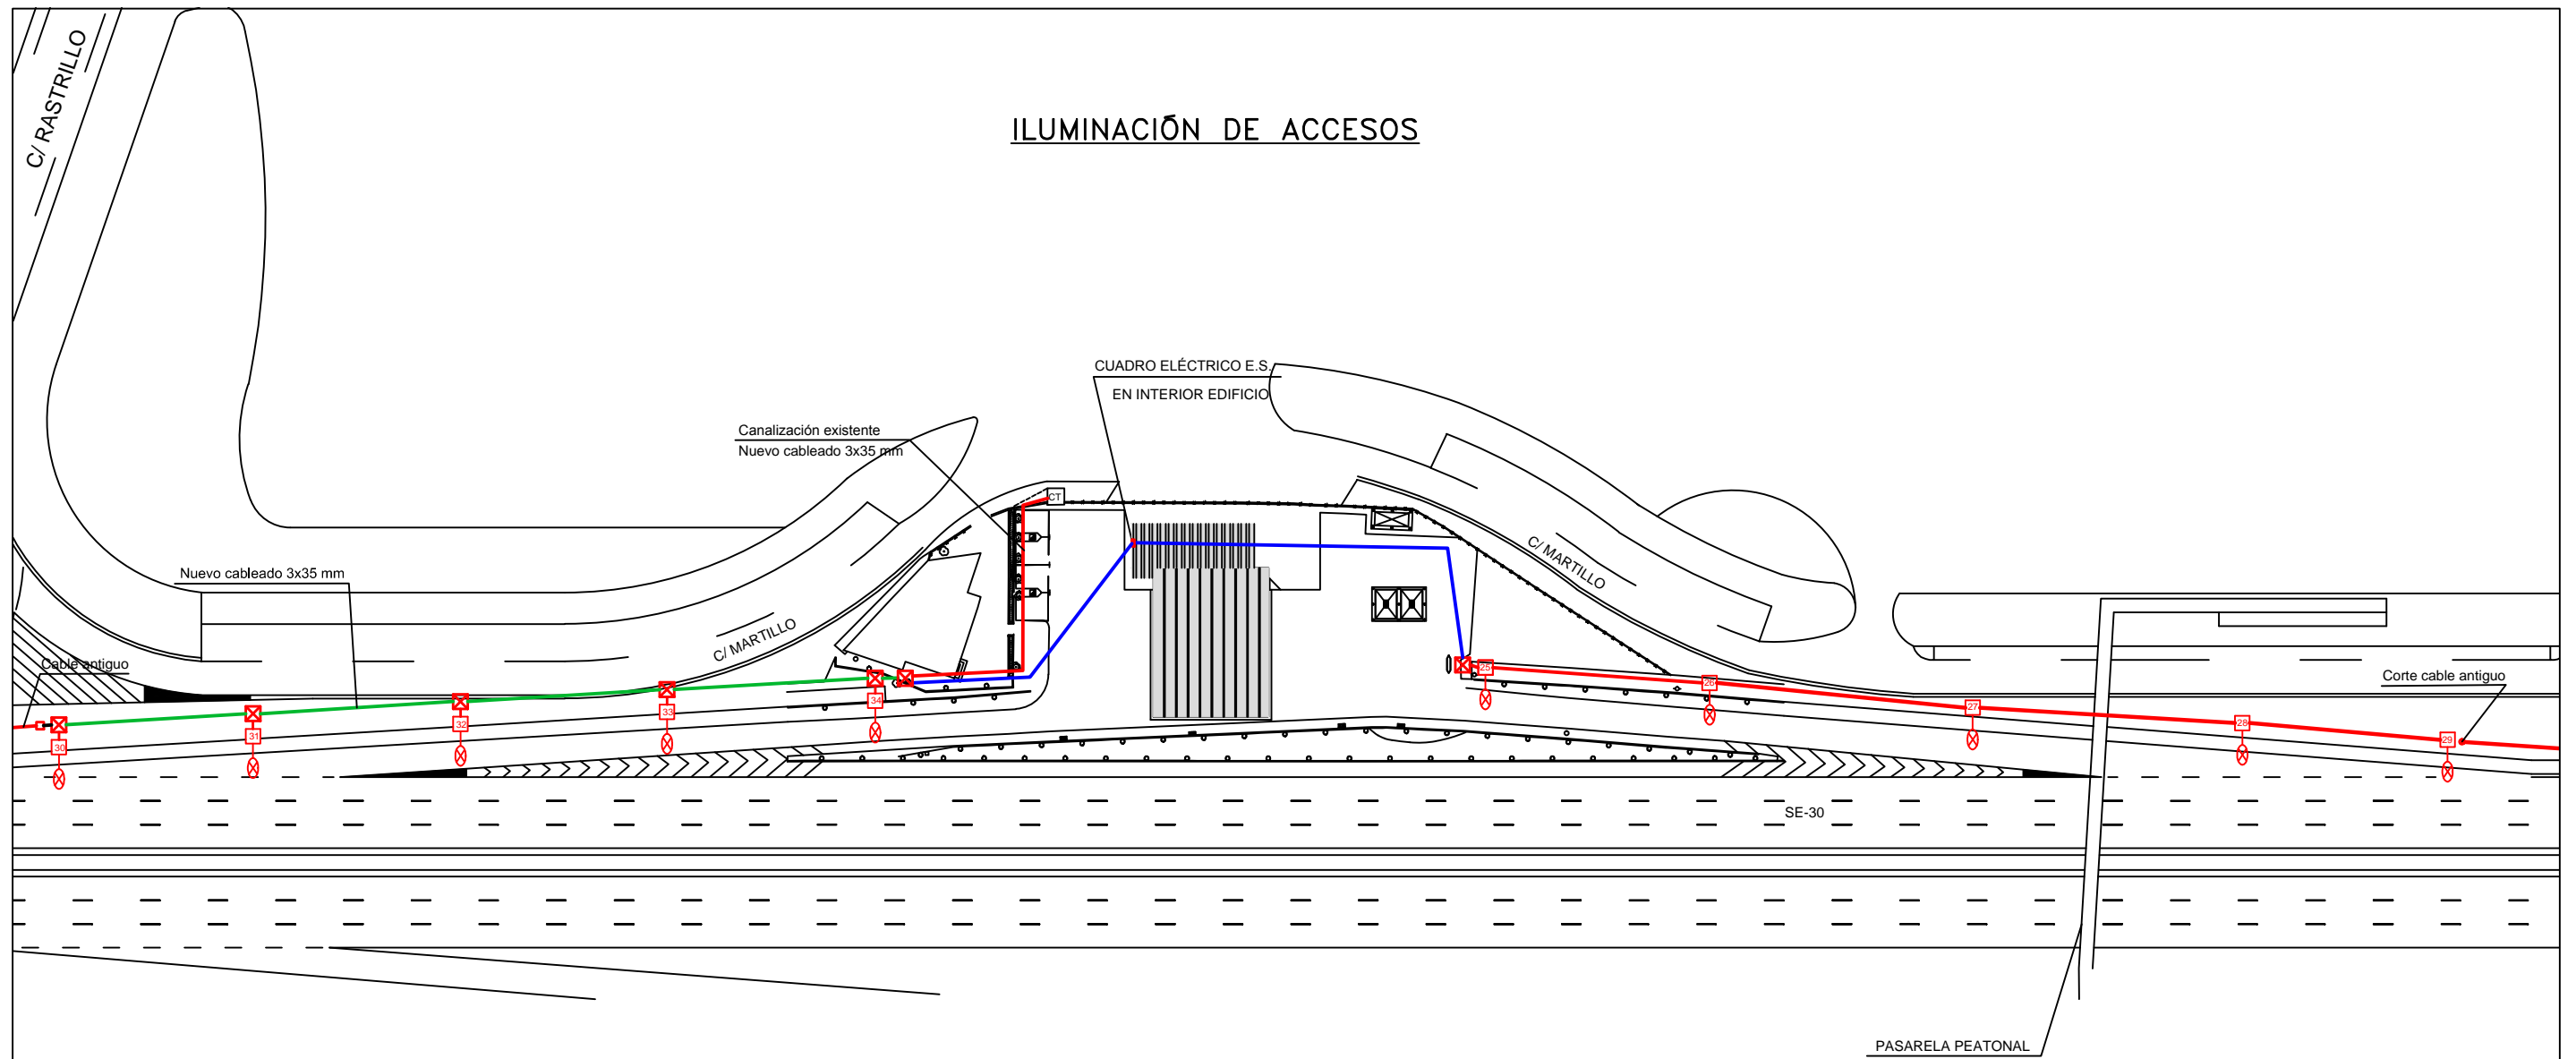 C/ RASTRILLO
ILUMINACIÓN DE ACCESOS
CUADRO ELÉCTRICO E.S.
EN INTERIOR EDIFICIO
Canalización existente
Nuevo cableado 3x35 mm
CT
C/ MARTILLO
Nuevo cableado 3x35 mm
C/ MARTILLO
Cable antiguo
Corte cable antiguo
25
26
27
28
29
30
31
32
33
34
SE-30
PASARELA PEATONAL